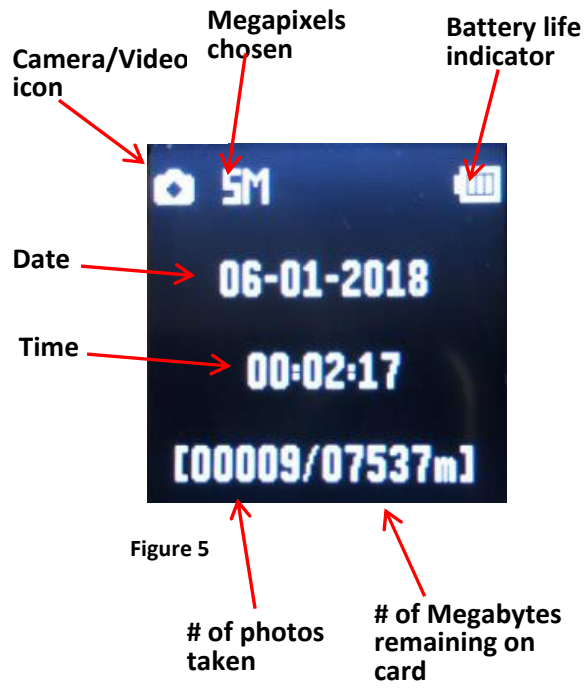 Megapixels
chosen
Battery life
indicator
Camera/Video
icon
5M
Date
06-01-2018
Time
00:02:17
[00009/07537m]
Figure 5
# of photos
taken
# of Megabytes
remaining on
card